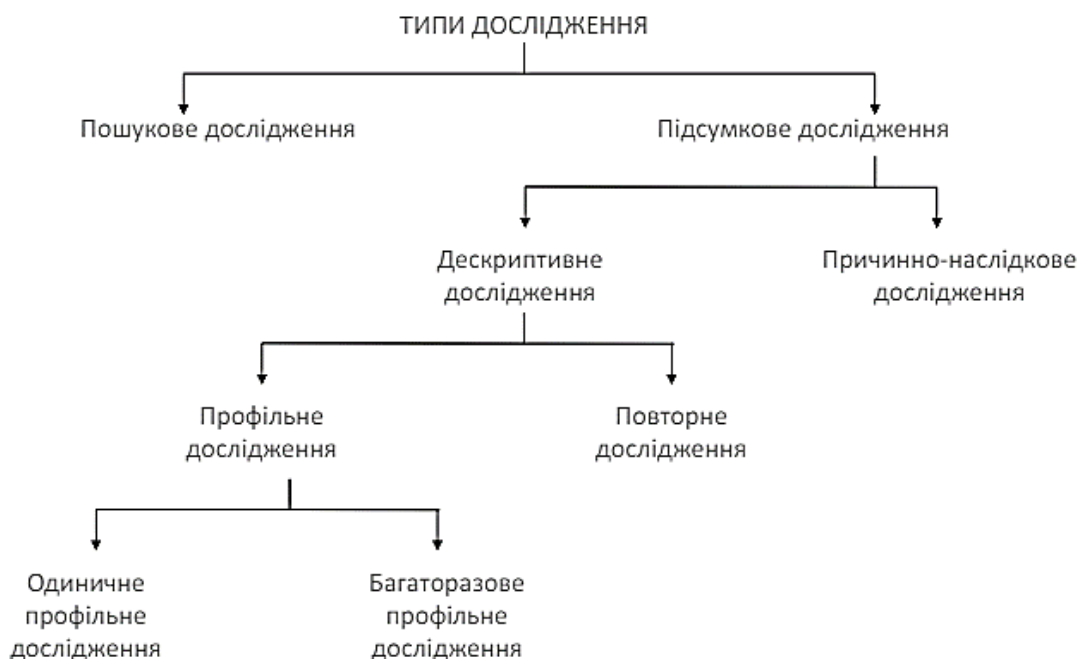 ТИПИ ДОСЛІДЖЕННЯ
Пошукове дослідження
Підсумкове дослідження
Дескриптивне
дослідження
Причинно-наслідкове
дослідження
Профільне
дослідження
Повторне
дослідження
Одиничне
профільне
дослідження
Багаторазове
профільне
дослідження